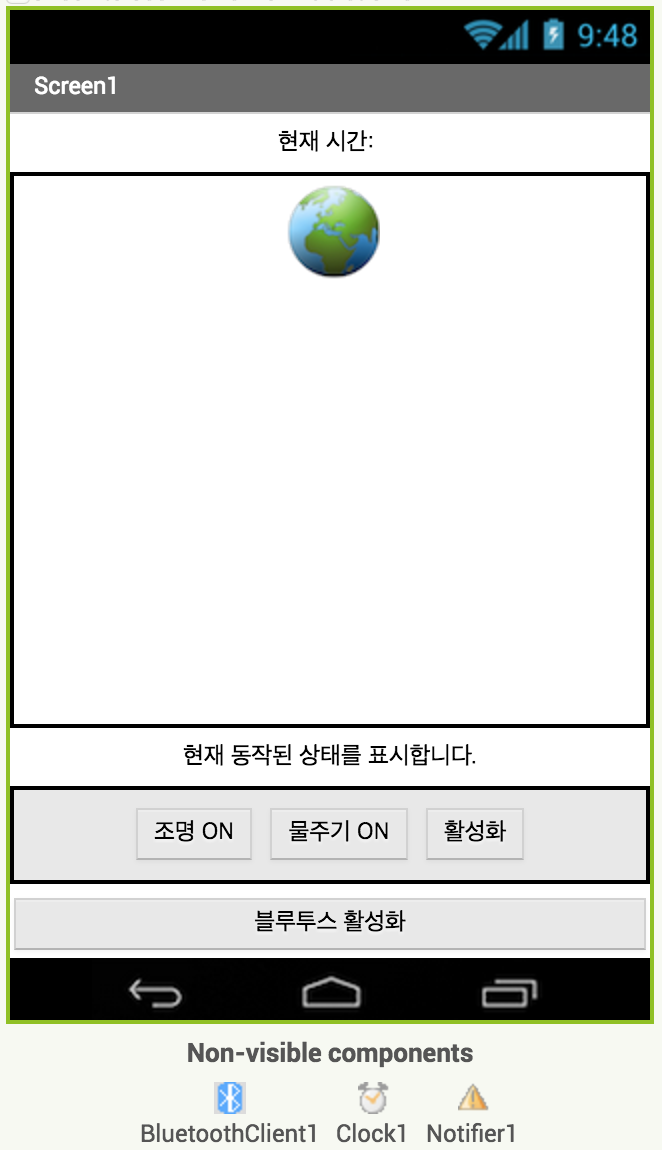 9:48
Screen1
현재 시간:
현재 동작된 상태를 표시합니다.
조명 ON 물주기 ON 활성화
블루투스 활성화
Non-visible components
BluetoothClient1 Clock1 Notifier1